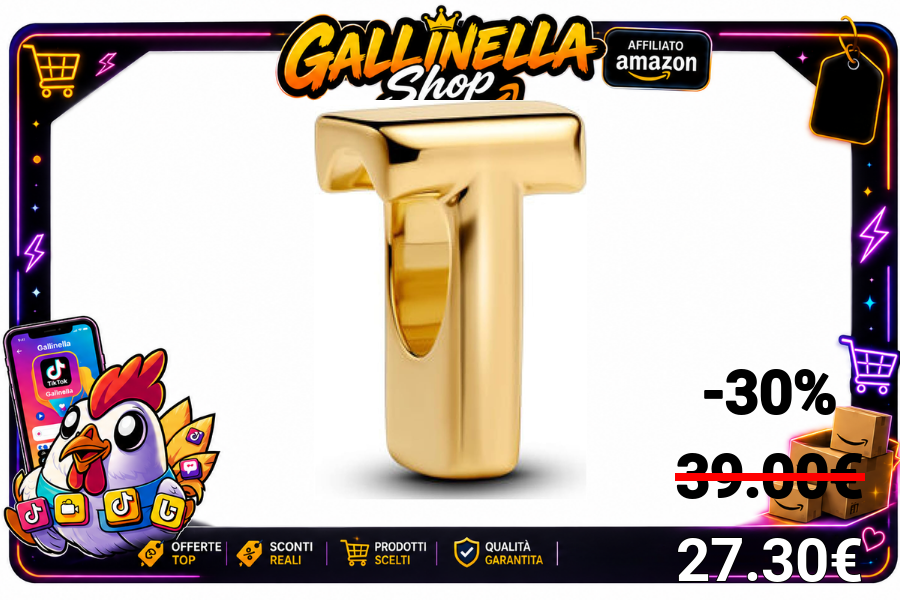 GALLINELLA
Shop
AFFILIATO
amazon
Gallinella
TikTok
Gallinella
T
-30%
39.00€
27.30€
OFFERTE
TOP
SCONTI
REALI
PRODOTTI
SCELTI
QUALITÀ
GARANTITA